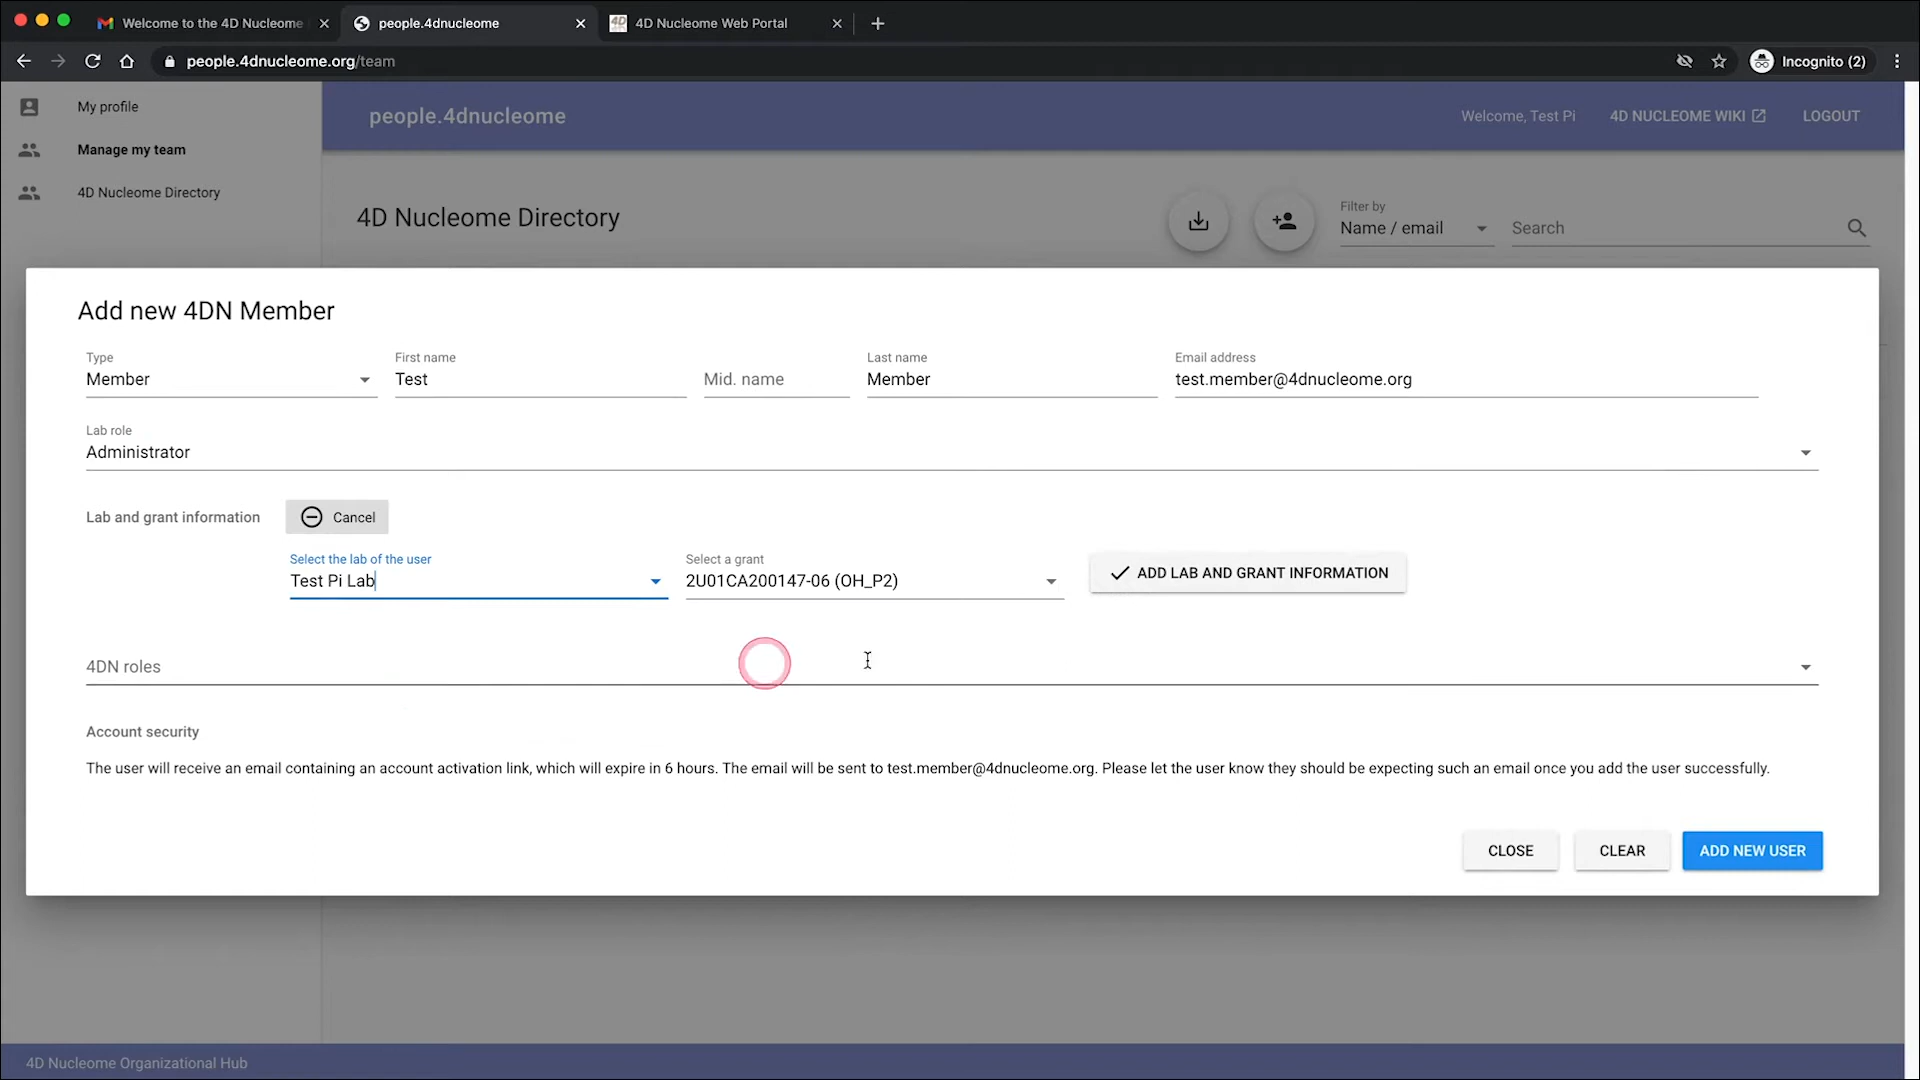 Welcome to the 4D Nucleome
people.4dnucleome
4D Nucleome Web Portal
people.4dnucleome.org/team
Incognito (2)
My profile
Manage my team
4D Nucleome Directory
people.4dnucleome
Welcome, Test Pi
4D NUCLEOME WIKI
LOGOUT
4D Nucleome Directory
Filter by
Name / email
Search
Add new 4DN Member
Type
Member
First name
Test
Mid. name
Last name
Member
Email address
test.member@4dnucleome.org
Lab role
Administrator
Lab and grant information
Cancel
Select the lab of the user
Test Pi Lab
Select a grant
2U01CA200147-06 (OH_P2)
ADD LAB AND GRANT INFORMATION
4DN roles
Account security
The user will receive an email containing an account activation link, which will expire in 6 hours. The email will be sent to test.member@4dnucleome.org. Please let the user know they should be expecting such an email once you add the user successfully.
CLOSE
CLEAR
ADD NEW USER
4D Nucleome Organizational Hub